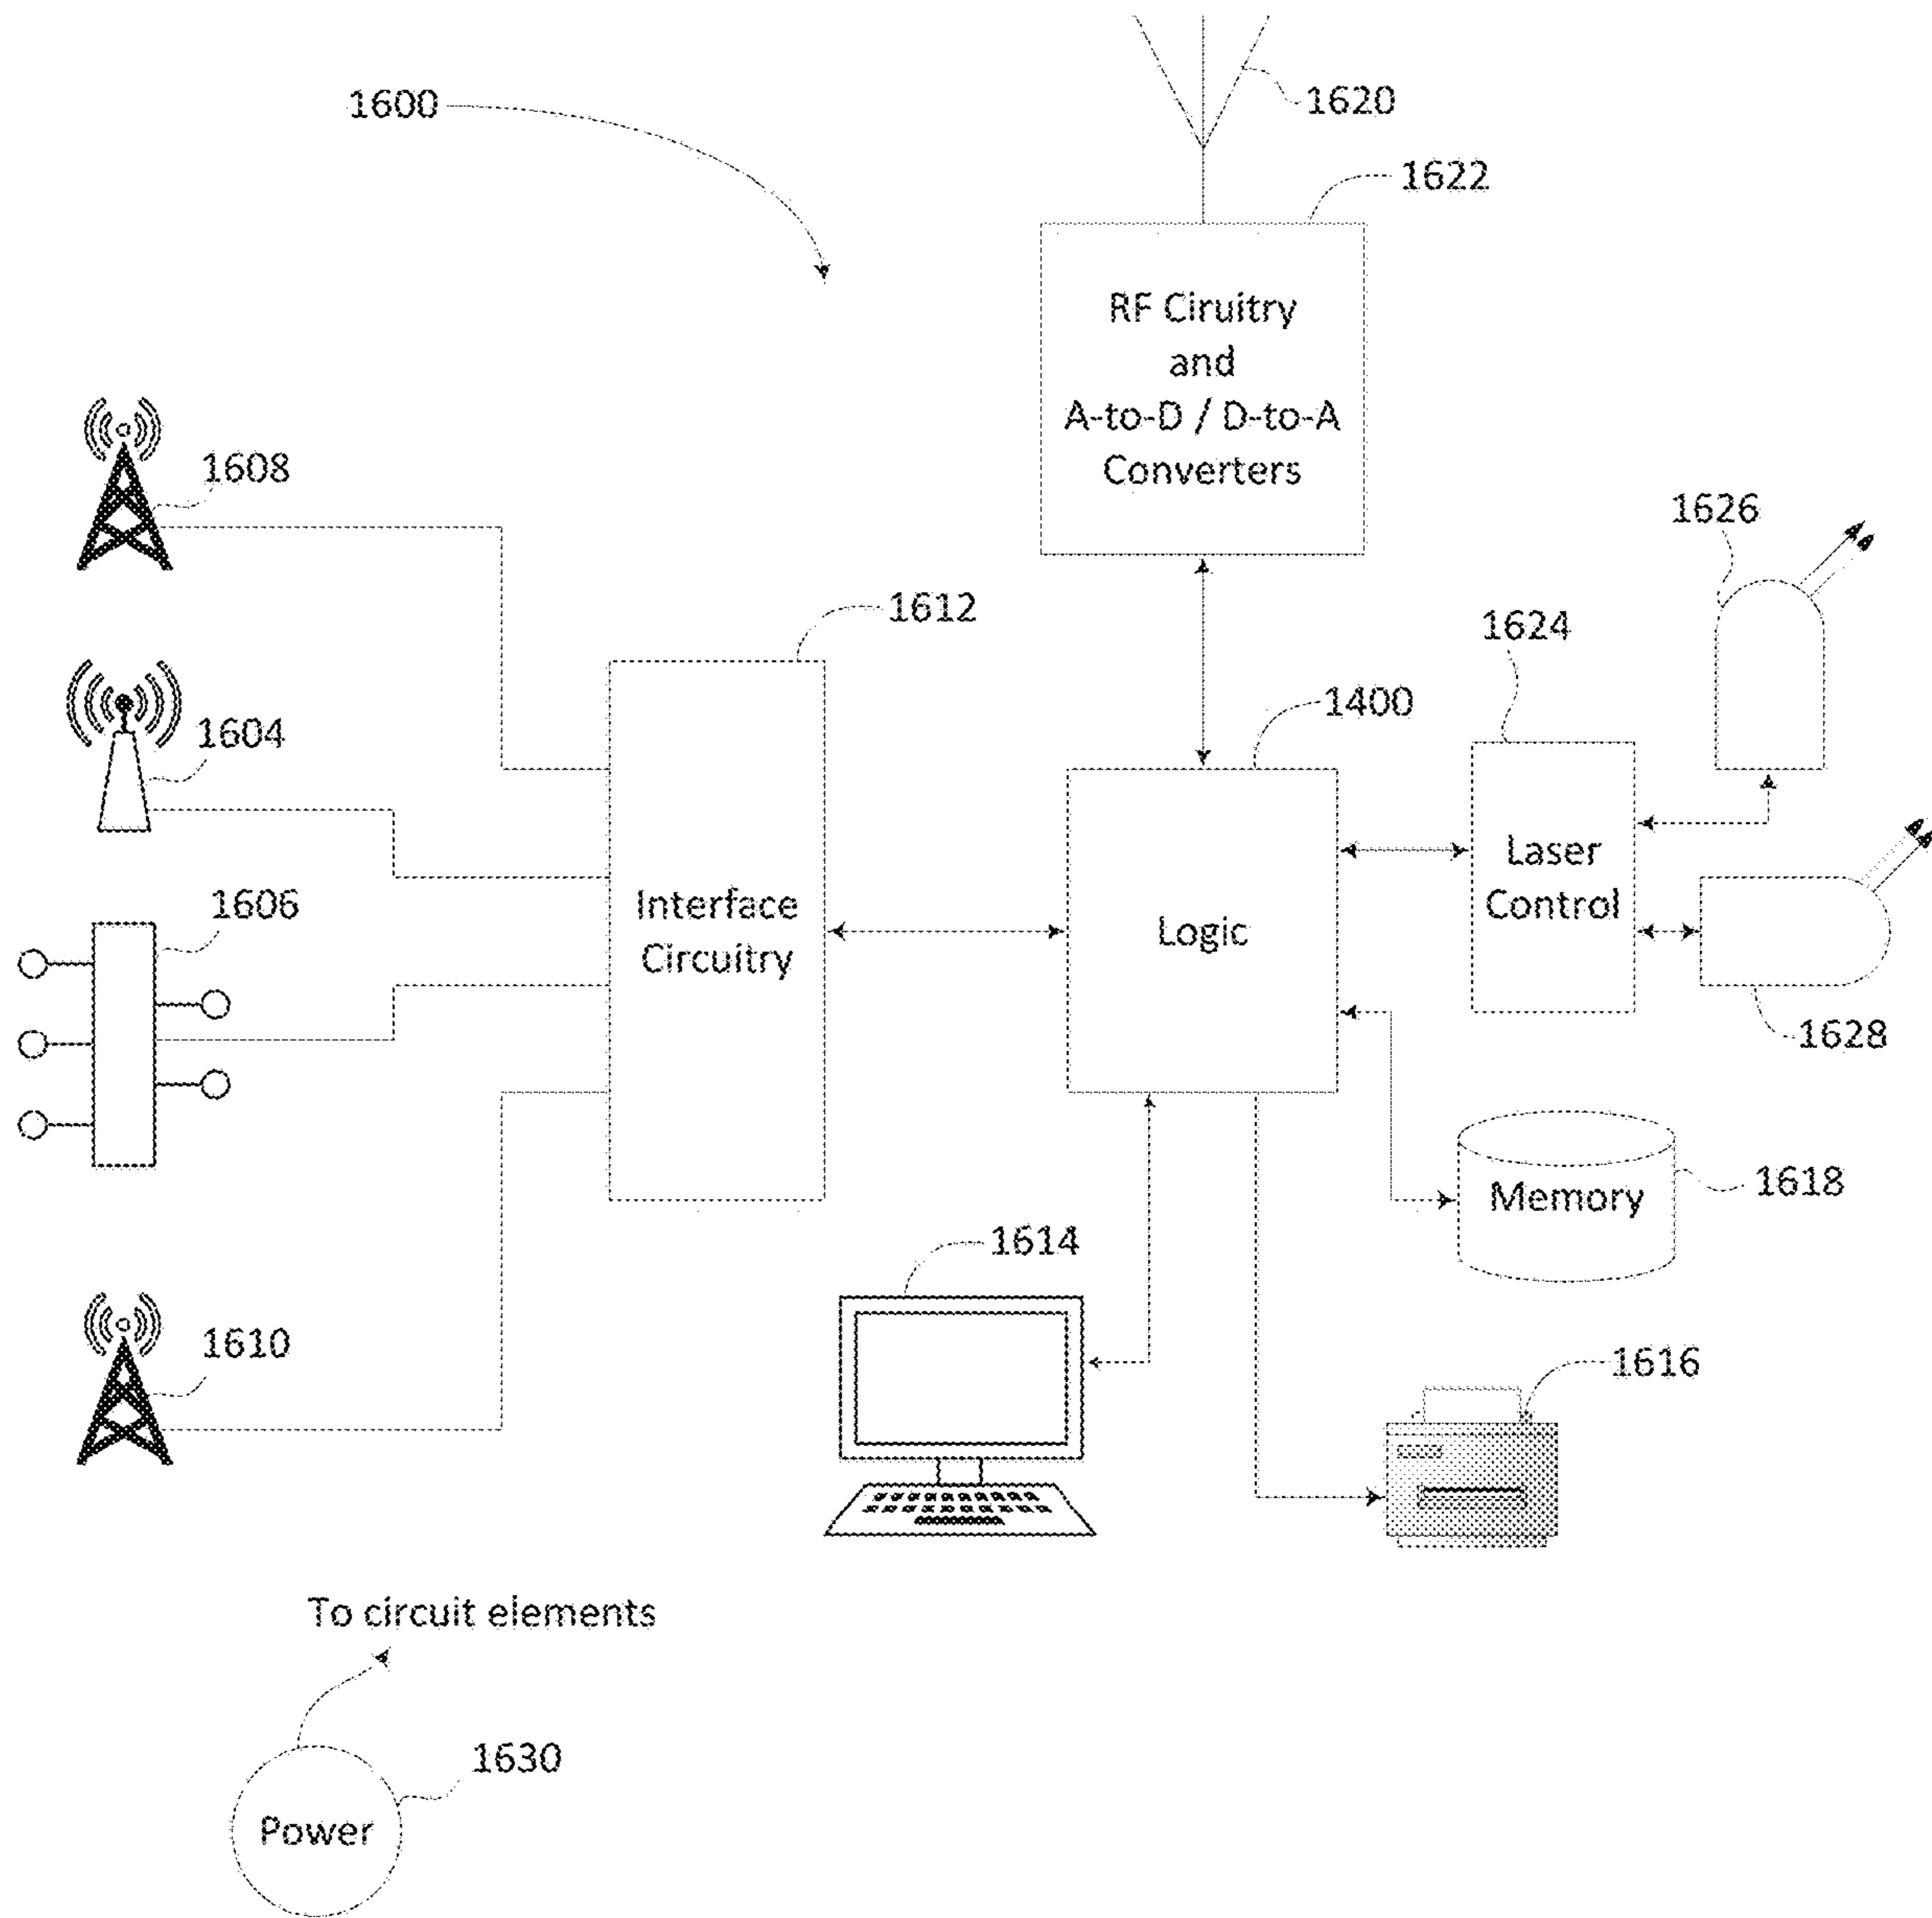 1600
1620
1622
RF Ciruitry
and
A-to-D / D-to-A
Converters
1608
1626
1612
1624
1604
1400
Laser
Control
1606
Interface
Circuitry
Logic
1628
1618
Memory
1614
1610
1616
To circuit elements
1630
Power